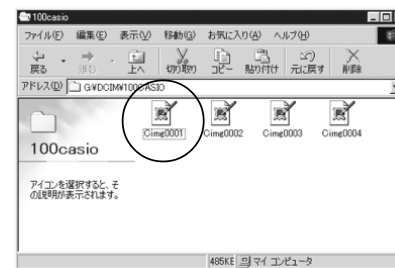 100casio
ファイル(F) 編集(E) 表示(V) 移動(G) お気に入り(A) ヘルプ(H)
戻る 進む 上へ 切り取り コピー 貼り付け 元に戻す 削除
アドレス(D) G:¥DCIM¥100CASIO
Cimg0001 Cimg0002 Cimg0003 Cimg0004
100casio
アイコンを選択すると、そ
の説明が表示されます。
485KE マイ コンピュータ